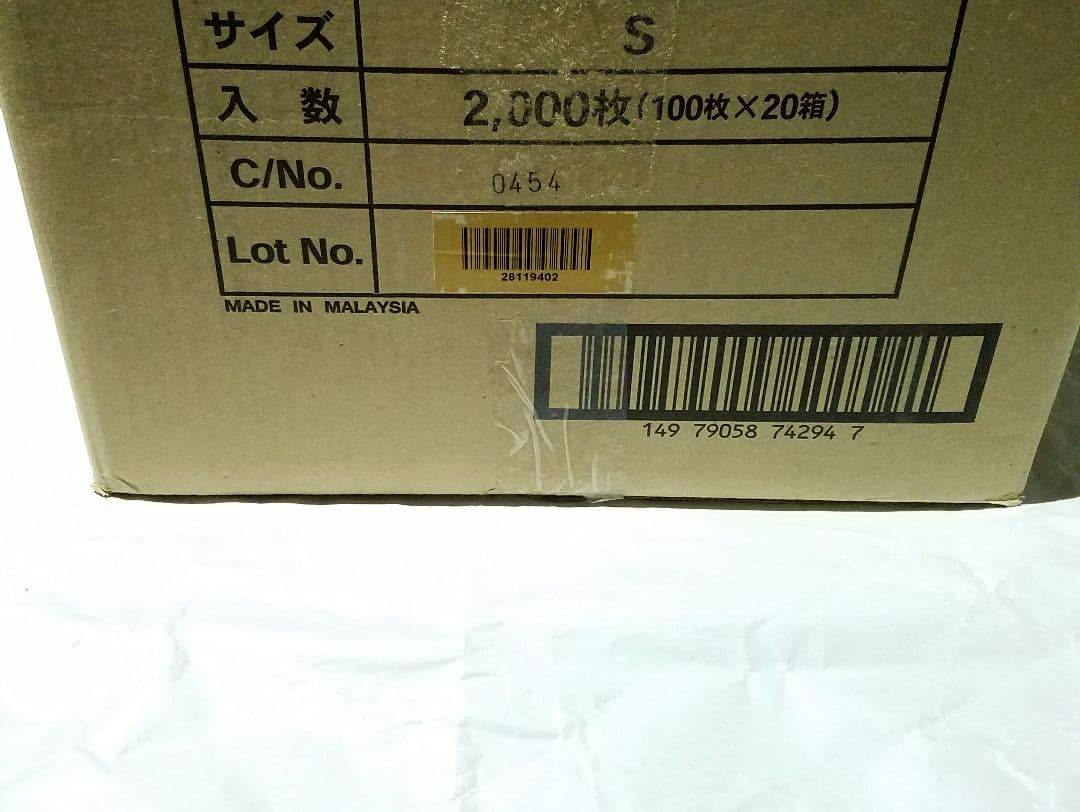 サイズ S
入 数 2,000枚(100枚×20箱)
C/No. 0454
Lot No. 28119402
MADE IN MALAYSIA
149 79058 74294 7